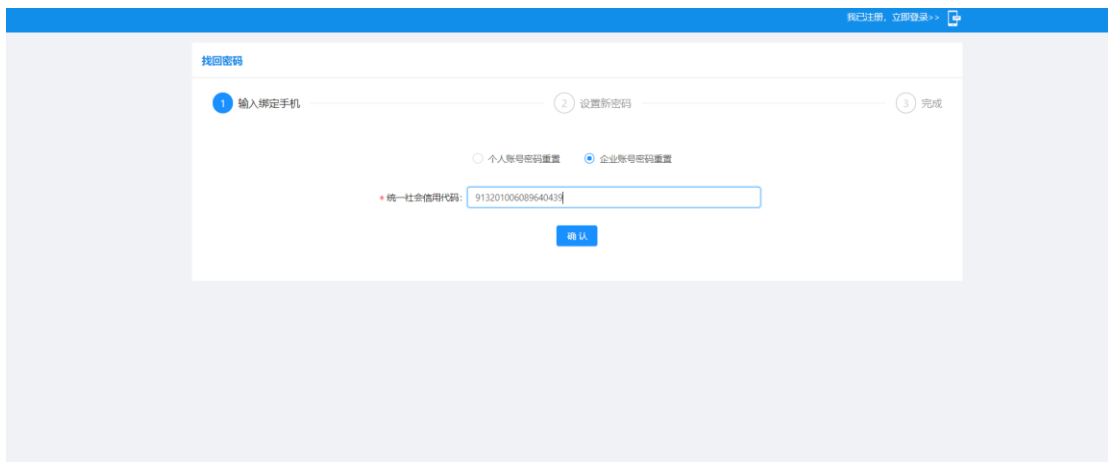 我已注册，立即登录>>
找回密码
1 输入绑定手机 2 设置新密码 3 完成
个人账号密码重置 企业账号密码重置
* 统一社会信用代码: 913201006089640439
确 认